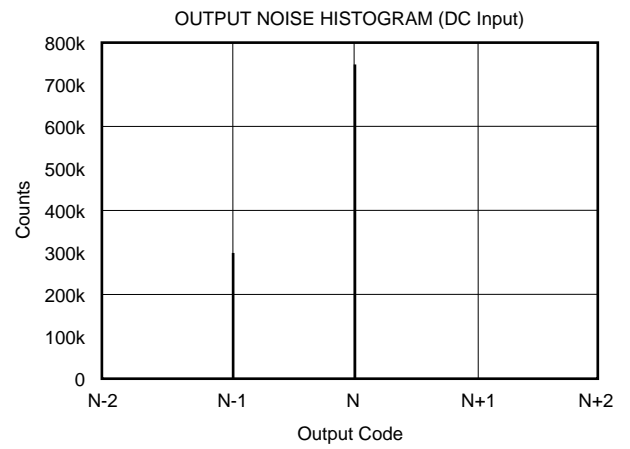 OUTPUT NOISE HISTOGRAM (DC Input)
800k
700k
600k
500k
400k
300k
200k
100k
0
Counts
N-2 N-1 N N+1 N+2
Output Code